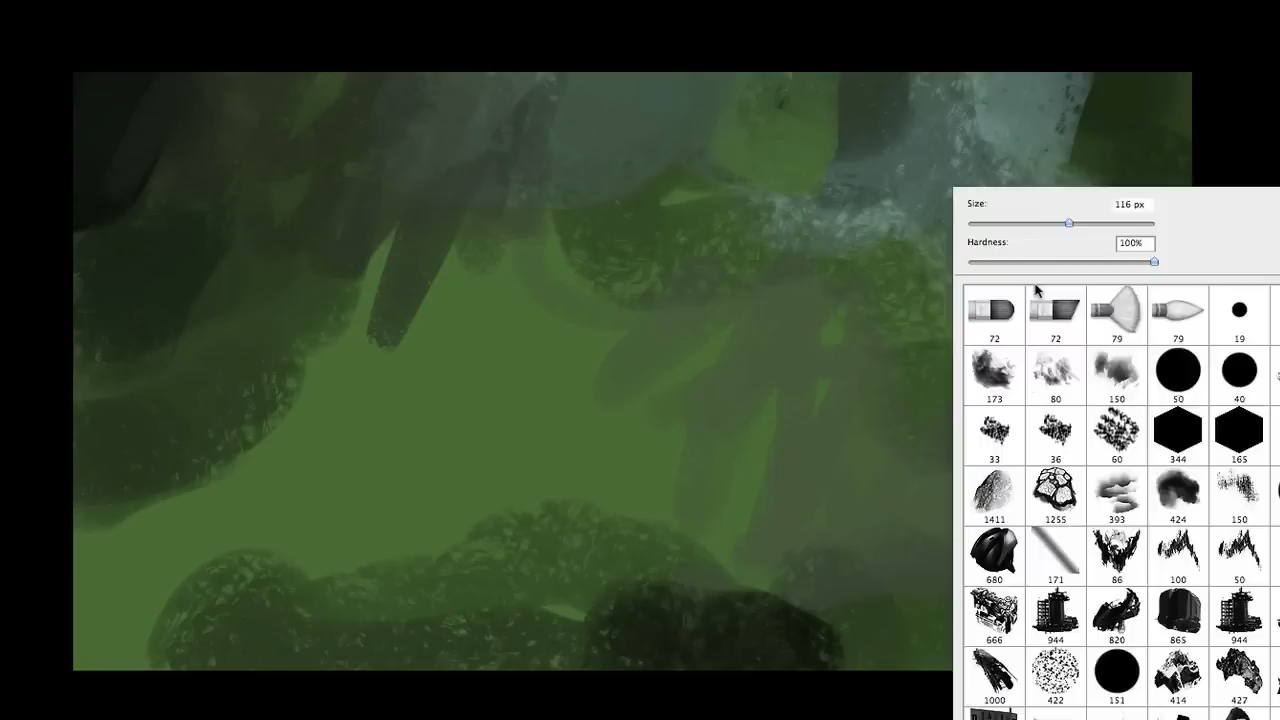 Size:
116 px
Hardness:
100%
72 72 79 79 19
173 80 150 50 40
33 36 60 344 165
1411 1255 393 424 150
680 171 86 100 50
666 944 820 865 944
1000 422 151 414 427